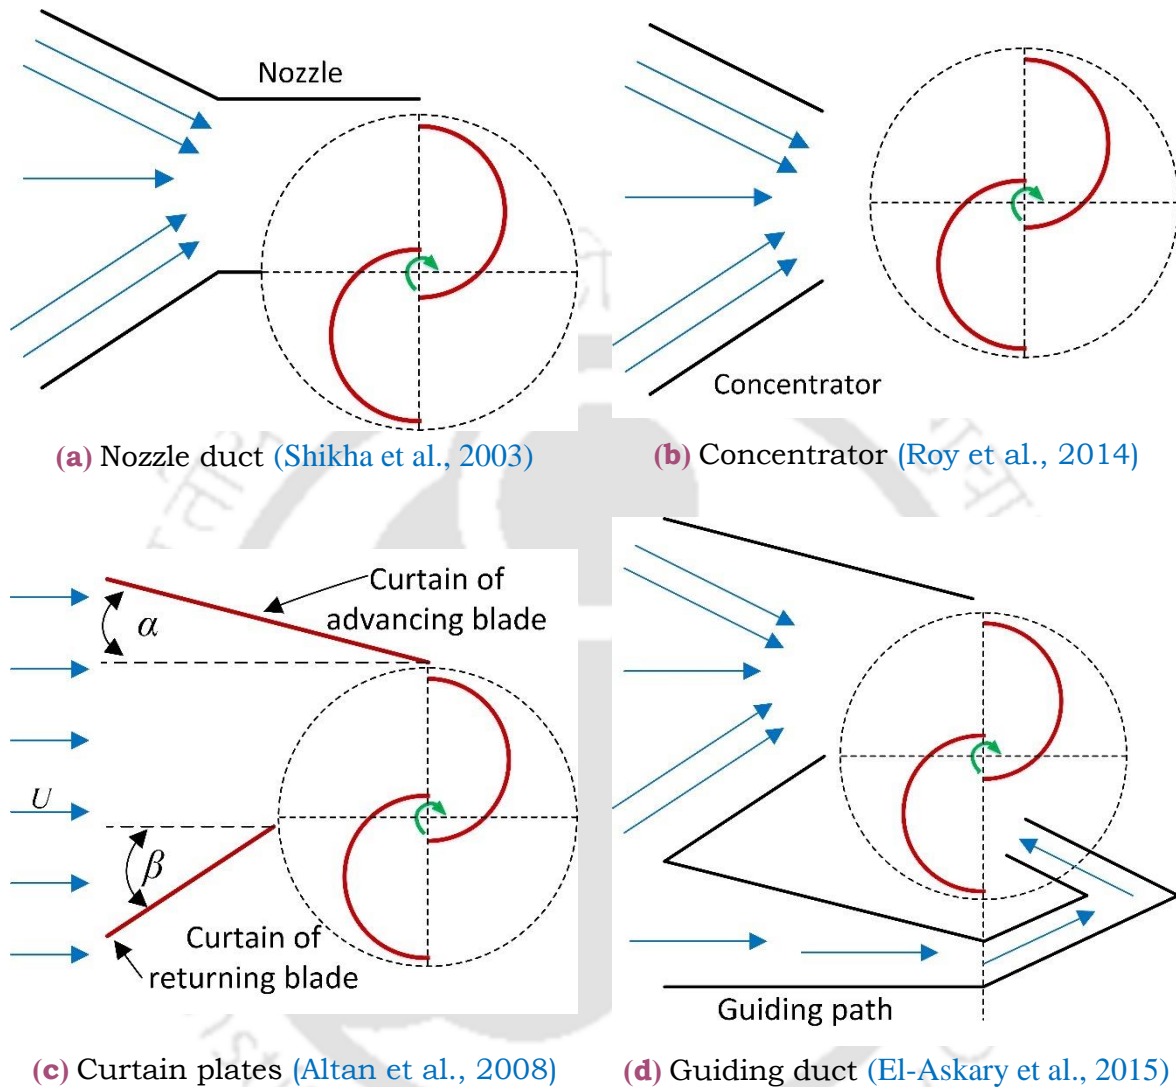 Nozzle
(a) Nozzle duct (Shikha et al., 2003)
Concentrator
(b) Concentrator (Roy et al., 2014)
Curtain of
advancing blade
α
U
β
Curtain of
returning blade
(c) Curtain plates (Altan et al., 2008)
Guiding path
(d) Guiding duct (El-Askary et al., 2015)